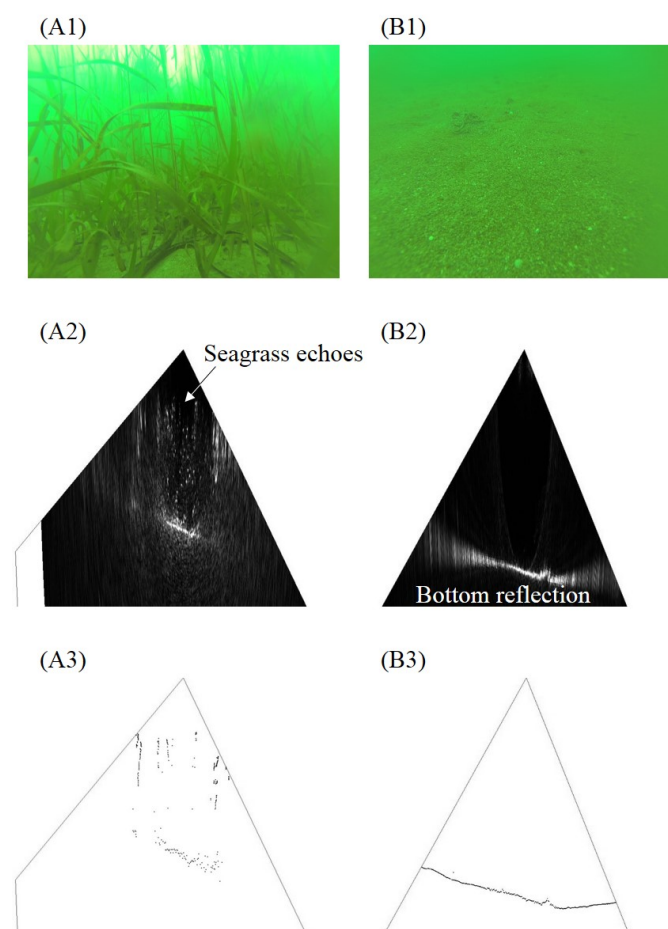 (A1)
(B1)
(A2)
Seagrass echoes
(B2)
Bottom reflection
(A3)
(B3)